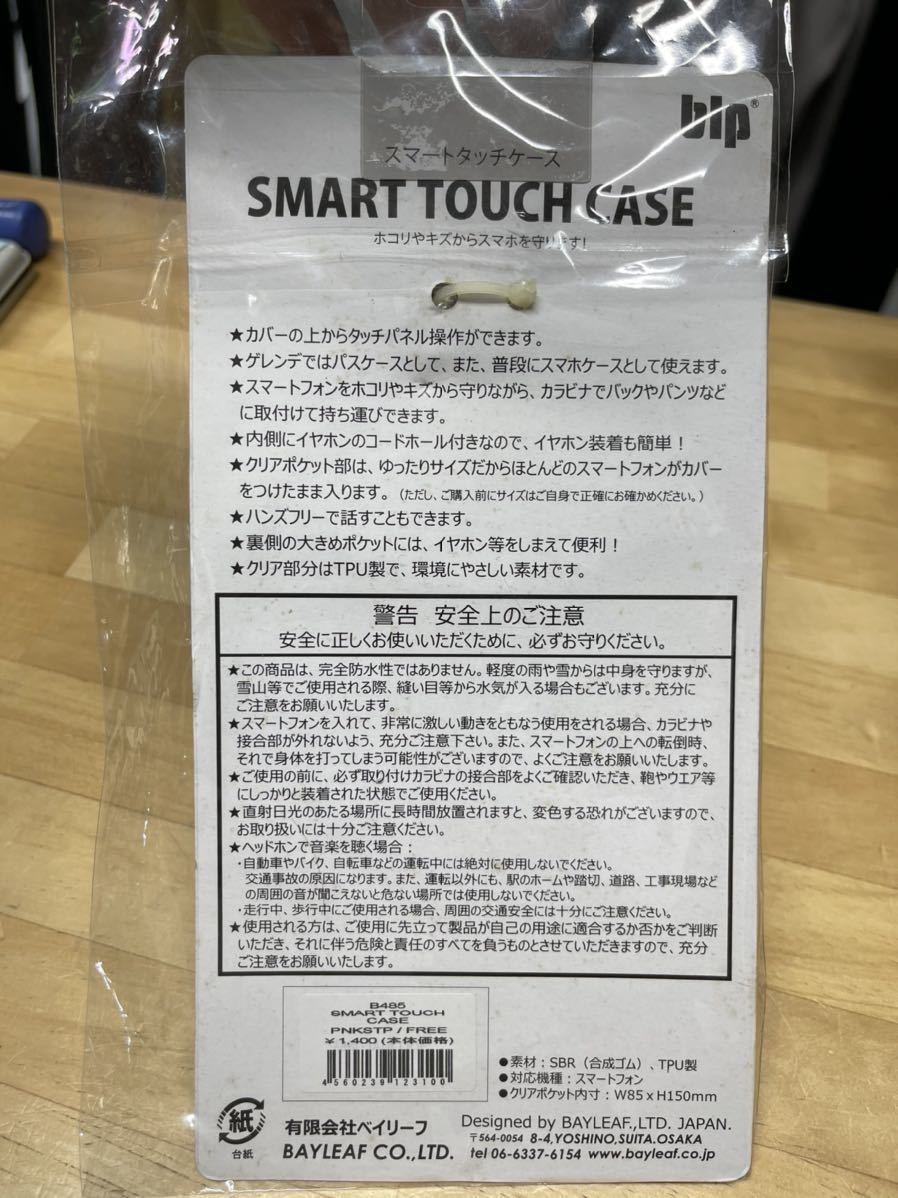 blp®
スマートタッチケース
SMART TOUCH CASE
ホコリやキズからスマホを守ります!
★カバーの上からタッチパネル操作ができます。
★ゲレンデではパスケースとして、また、普段にスマホケースとして使えます。
★スマートフォンをホコリやキズから守りながら、カラビナでバックやパンツなど
に取付けて持ち運びできます。
★内側にイヤホンのコードホール付きなので、イヤホン装着も簡単！
★クリアポケット部は、ゆったりサイズだからほとんどのスマートフォンがカバー
をつけたまま入ります。（ただし、ご購入前にサイズはご自身で正確にお確かめください。）
★ハンズフリーで話すこともできます。
★裏側の大きめポケットには、イヤホン等をしまえて便利！
★クリア部分はTPU製で、環境にやさしい素材です。
警告 安全上のご注意
安全に正しくお使いいただくために、必ずお守りください。
★この商品は、完全防水性ではありません。軽度の雨や雪からは中身を守りますが、
雪山等でご使用される際、縫い目等から水気が入る場合もございます。充分に
ご注意をお願いいたします。
★スマートフォンを入れて、非常に激しい動きをともなう使用をされる場合、カラビナや
接合部が外れないよう、充分ご注意下さい。また、スマートフォンの上への転倒時、
それで身体を打ってしまう可能性がございますので、よくご注意をお願いいたします。
★ご使用の前に、必ず取り付けカラビナの接合部をよくご確認いただき、鞄やウエア等
にしっかりと装着された状態でご使用ください。
★直射日光のあたる場所に長時間放置されますと、変色する恐れがございますので、
お取り扱いには十分ご注意ください。
★ヘッドホンで音楽を聴く場合：
・自動車やバイク、自転車などの運転中には絶対に使用しないでください。
交通事故の原因になります。また、運転以外にも、駅のホームや踏切、道路、工事現場など
の周囲の音が聞こえないと危ない場所では使用しないでください。
・走行中、歩行中にご使用される場合、周囲の交通安全には十分にご注意ください。
★使用される方は、ご使用に先立って製品が自己の用途に適合するか否かをご判断
いただき、それに伴う危険と責任のすべてを負うものとさせていただきますので、充分
ご注意をお願いいたします。
B485
SMART TOUCH
CASE
PNKSTP / FREE
¥1,400 (本体価格)
4 560239 123100
●素材：SBR（合成ゴム）、TPU製
●対応機種：スマートフォン
●クリアポケット内寸：W85 x H150mm
紙
台紙
有限会社ベイリーフ
BAYLEAF CO.,LTD.
Designed by BAYLEAF.,LTD. JAPAN.
〒564-0054 8-4,YOSHINO,SUITA.OSAKA
tel 06-6337-6154 www.bayleaf.co.jp